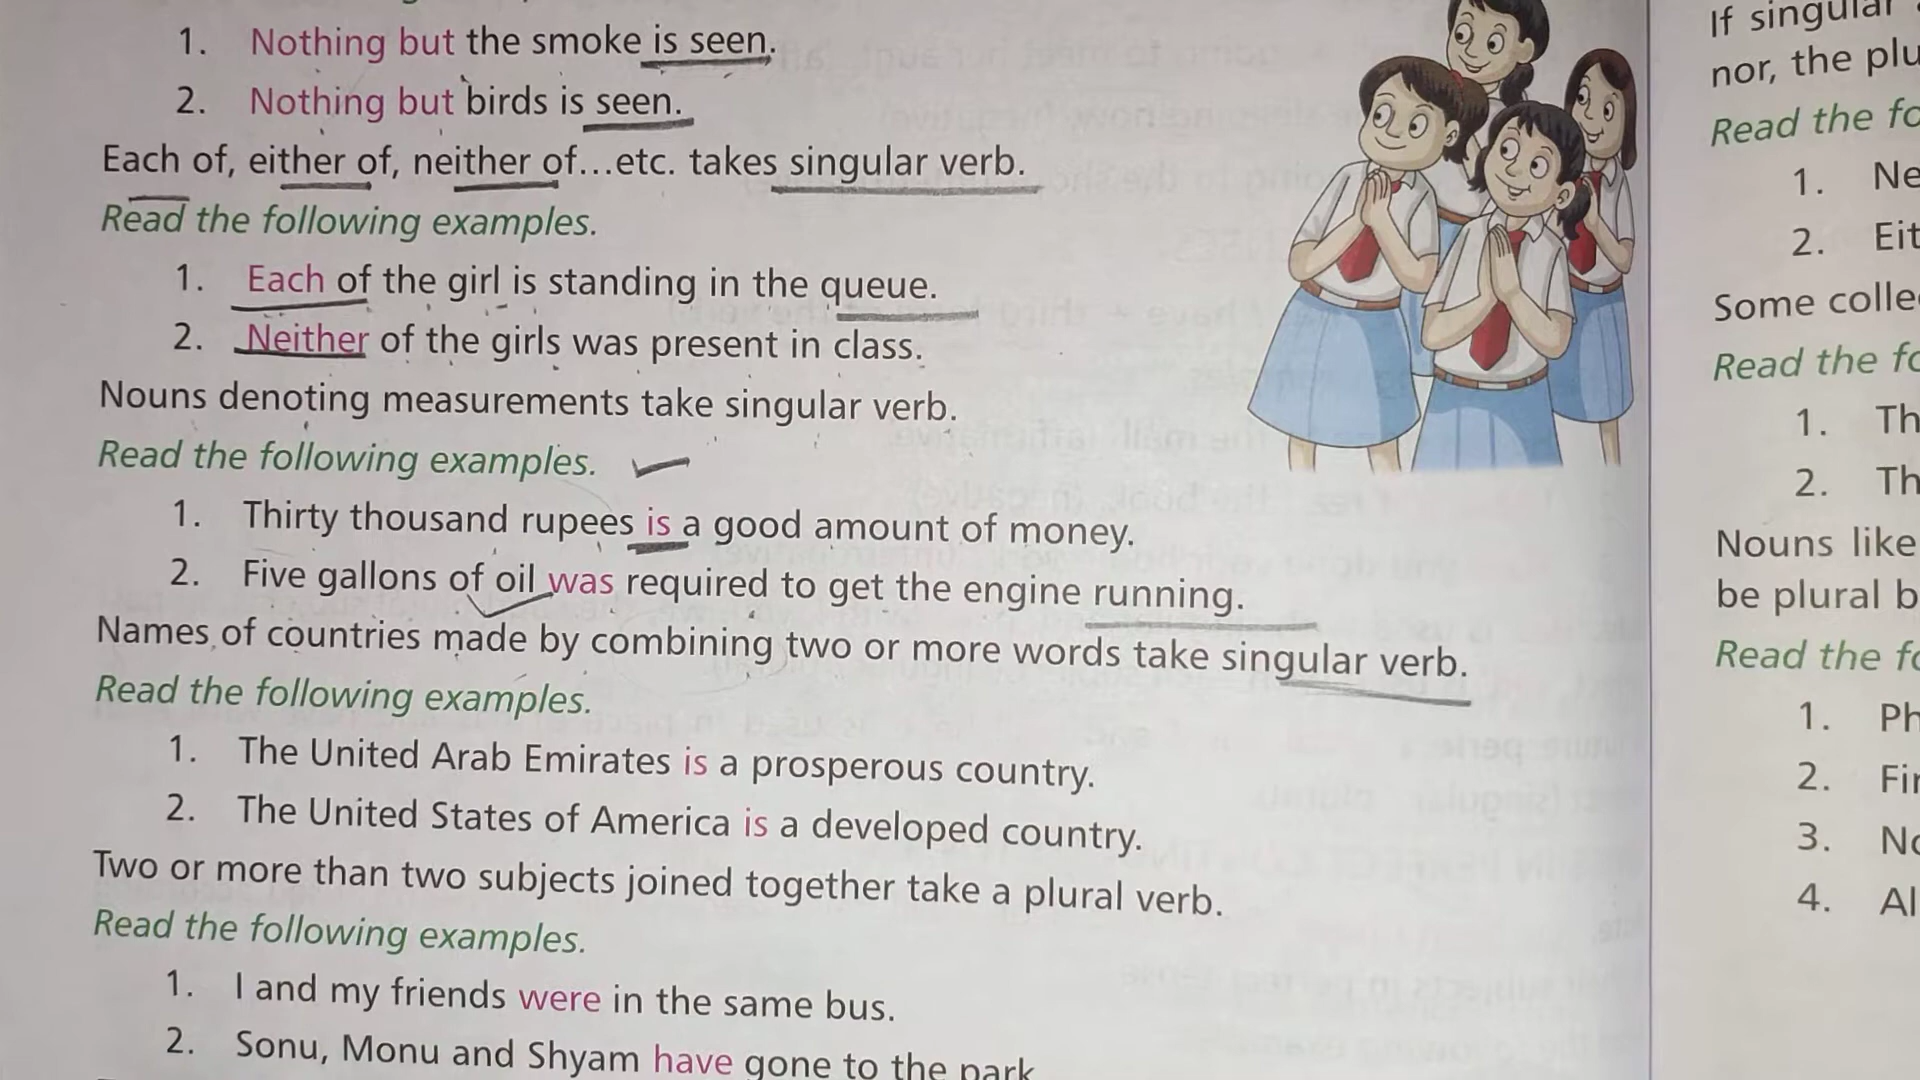 1. Nothing but the smoke is seen.
2. Nothing but birds is seen.
Each of, either of, neither of...etc. takes singular verb.
Read the following examples.
1. Each of the girl is standing in the queue.
2. Neither of the girls was present in class.
Nouns denoting measurements take singular verb.
Read the following examples.
1. Thirty thousand rupees is a good amount of money.
2. Five gallons of oil was required to get the engine running.
Names of countries made by combining two or more words take singular verb.
Read the following examples.
1. The United Arab Emirates is a prosperous country.
2. The United States of America is a developed country.
Two or more than two subjects joined together take a plural verb.
Read the following examples.
1. I and my friends were in the same bus.
2. Sonu, Monu and Shyam have gone to the park
If singular
nor, the plu
Read the fo
1. Ne
2. Eit
Some colle
Read the fo
1. Th
2. Th
Nouns like
be plural b
Read the fo
1. Ph
2. Fir
3. No
4. Al